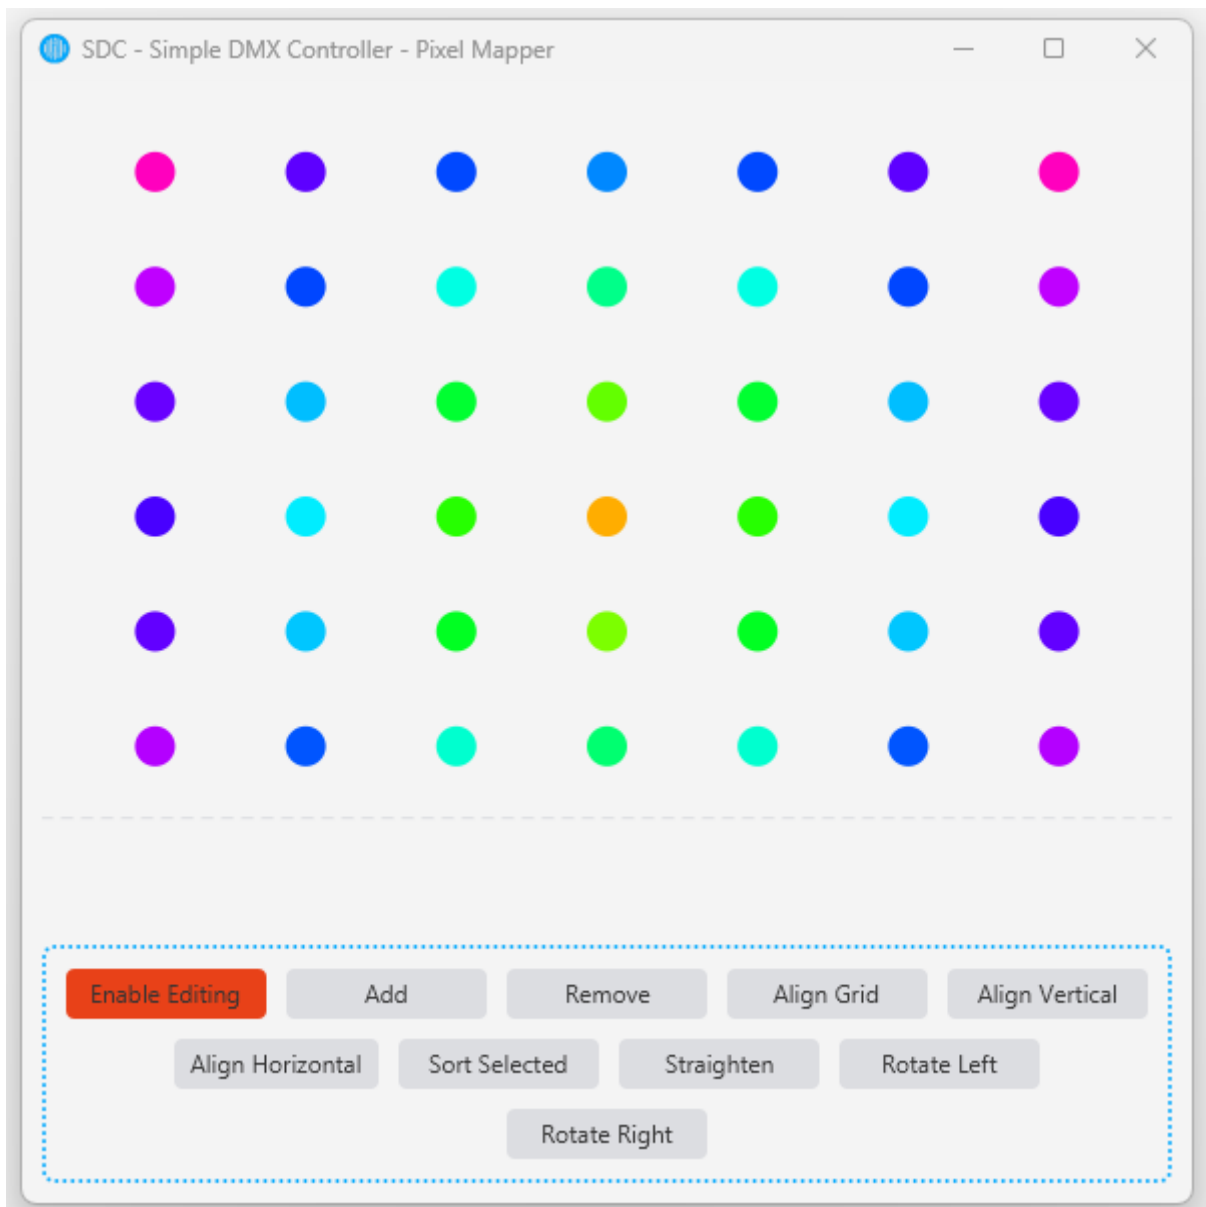 SDC - Simple DMX Controller - Pixel Mapper
Enable Editing Add Remove Align Grid Align Vertical
Align Horizontal Sort Selected Straighten Rotate Left
Rotate Right